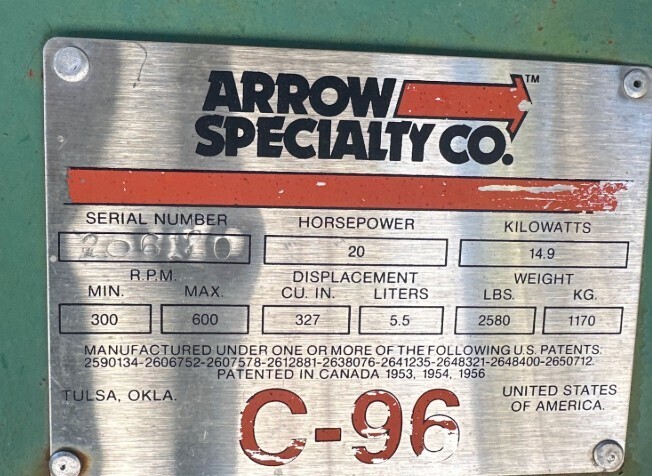 ARROW
SPECIALTY CO.™
SERIAL NUMBER HORSEPOWER KILOWATTS
20 14.9
R.P.M. DISPLACEMENT WEIGHT
MIN. MAX. CU. IN. LITERS LBS. KG.
300 600 327 5.5 2580 1170
MANUFACTURED UNDER ONE OR MORE OF THE FOLLOWING U.S. PATENTS.
2590134-2606752-2607578-2612881-2638076-2641235-2648321-2648400-2650712
PATENTED IN CANADA 1953, 1954, 1956
TULSA, OKLA. UNITED STATES
OF AMERICA.
C-96